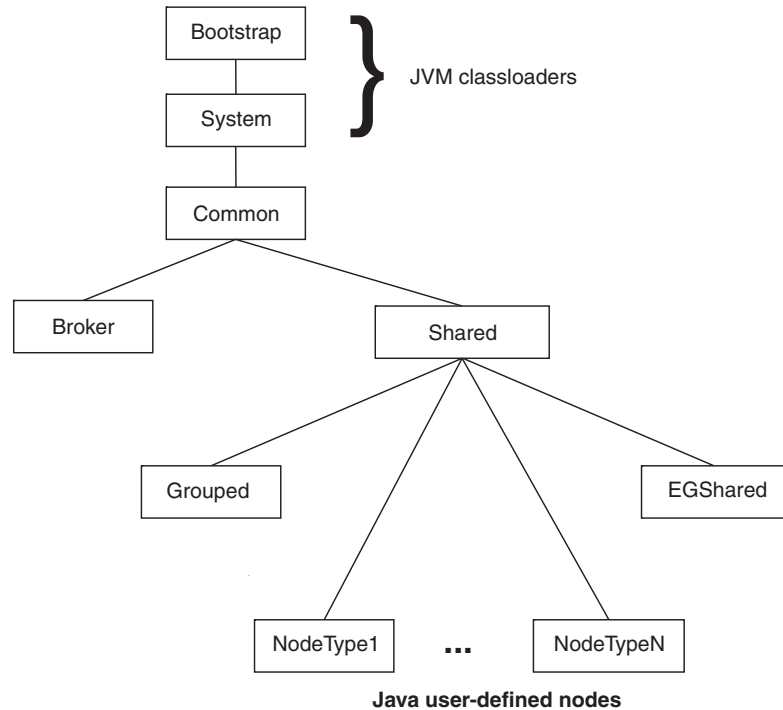 Bootstrap
JVM classloaders
System
Common
Broker
Shared
Grouped
EGShared
NodeType1
...
NodeTypeN
Java user-defined nodes